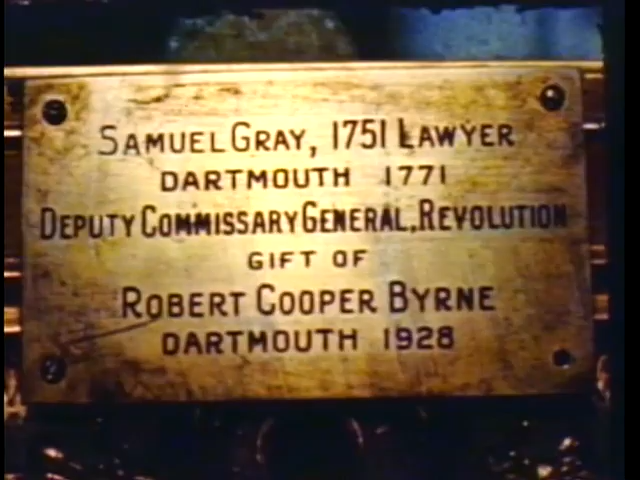 SAMUEL GRAY, 1751 LAWYER
DARTMOUTH 1771
DEPUTY COMMISSARY GENERAL, REVOLUTION
GIFT OF
ROBERT COOPER BYRNE
DARTMOUTH 1928